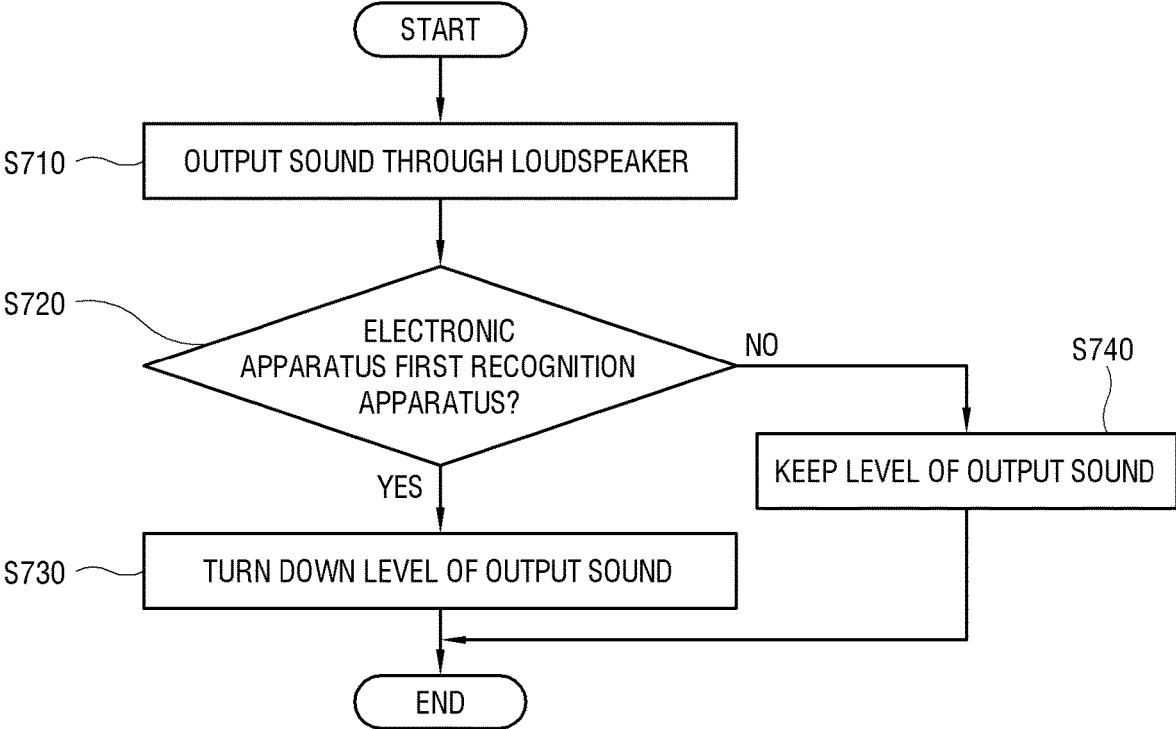 START
S710
OUTPUT SOUND THROUGH LOUDSPEAKER
S720
ELECTRONIC
APPARATUS FIRST RECOGNITION
APPARATUS?
NO
S740
KEEP LEVEL OF OUTPUT SOUND
YES
S730
TURN DOWN LEVEL OF OUTPUT SOUND
END